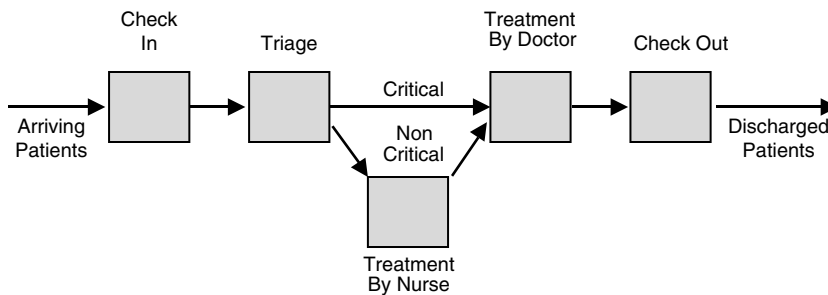 Check
In
Triage
Treatment
By Doctor
Check Out
Arriving
Patients
Critical
Non
Critical
Discharged
Patients
Treatment
By Nurse